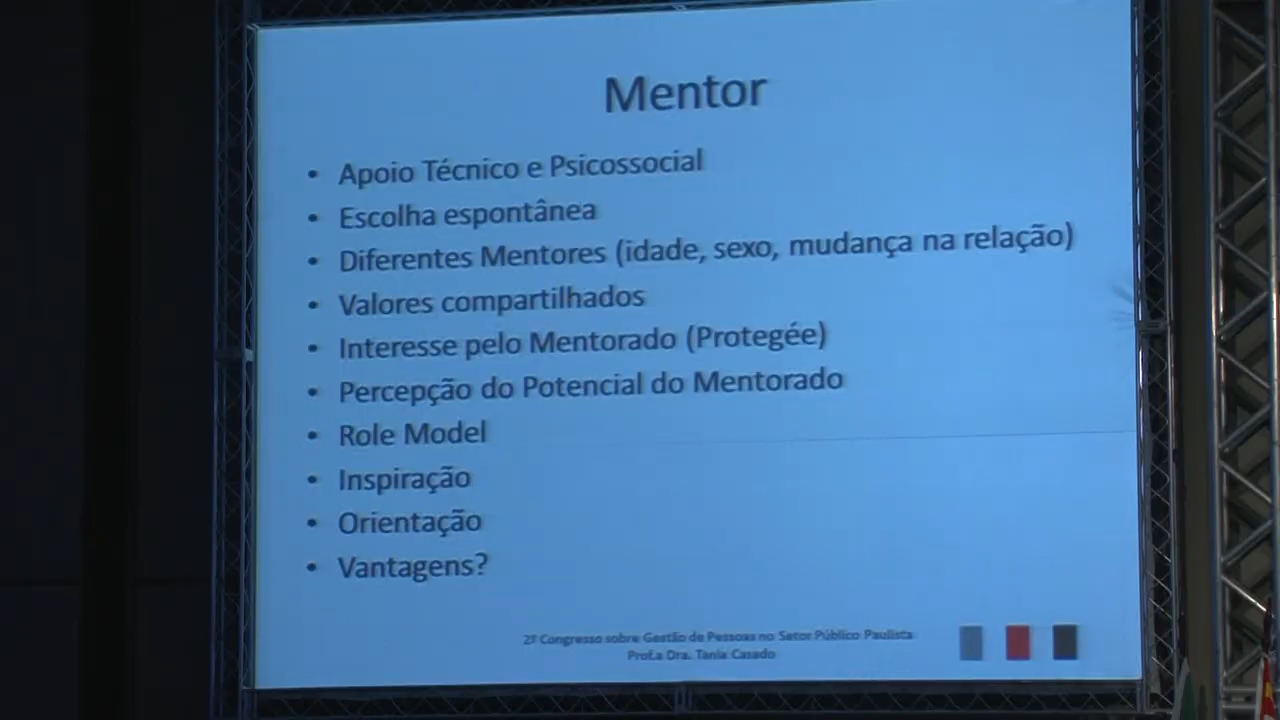 Mentor
• Apoio Técnico e Psicossocial
• Escolha espontânea
• Diferentes Mentores (idade, sexo, mudança na relação)
• Valores compartilhados
• Interesse pelo Mentorado (Protegée)
• Percepção do Potencial do Mentorado
• Role Model
• Inspiração
• Orientação
• Vantagens?
2º Congresso sobre Gestão de Pessoas no Setor Público Paulista
Prof.a Dra. Tania Casado